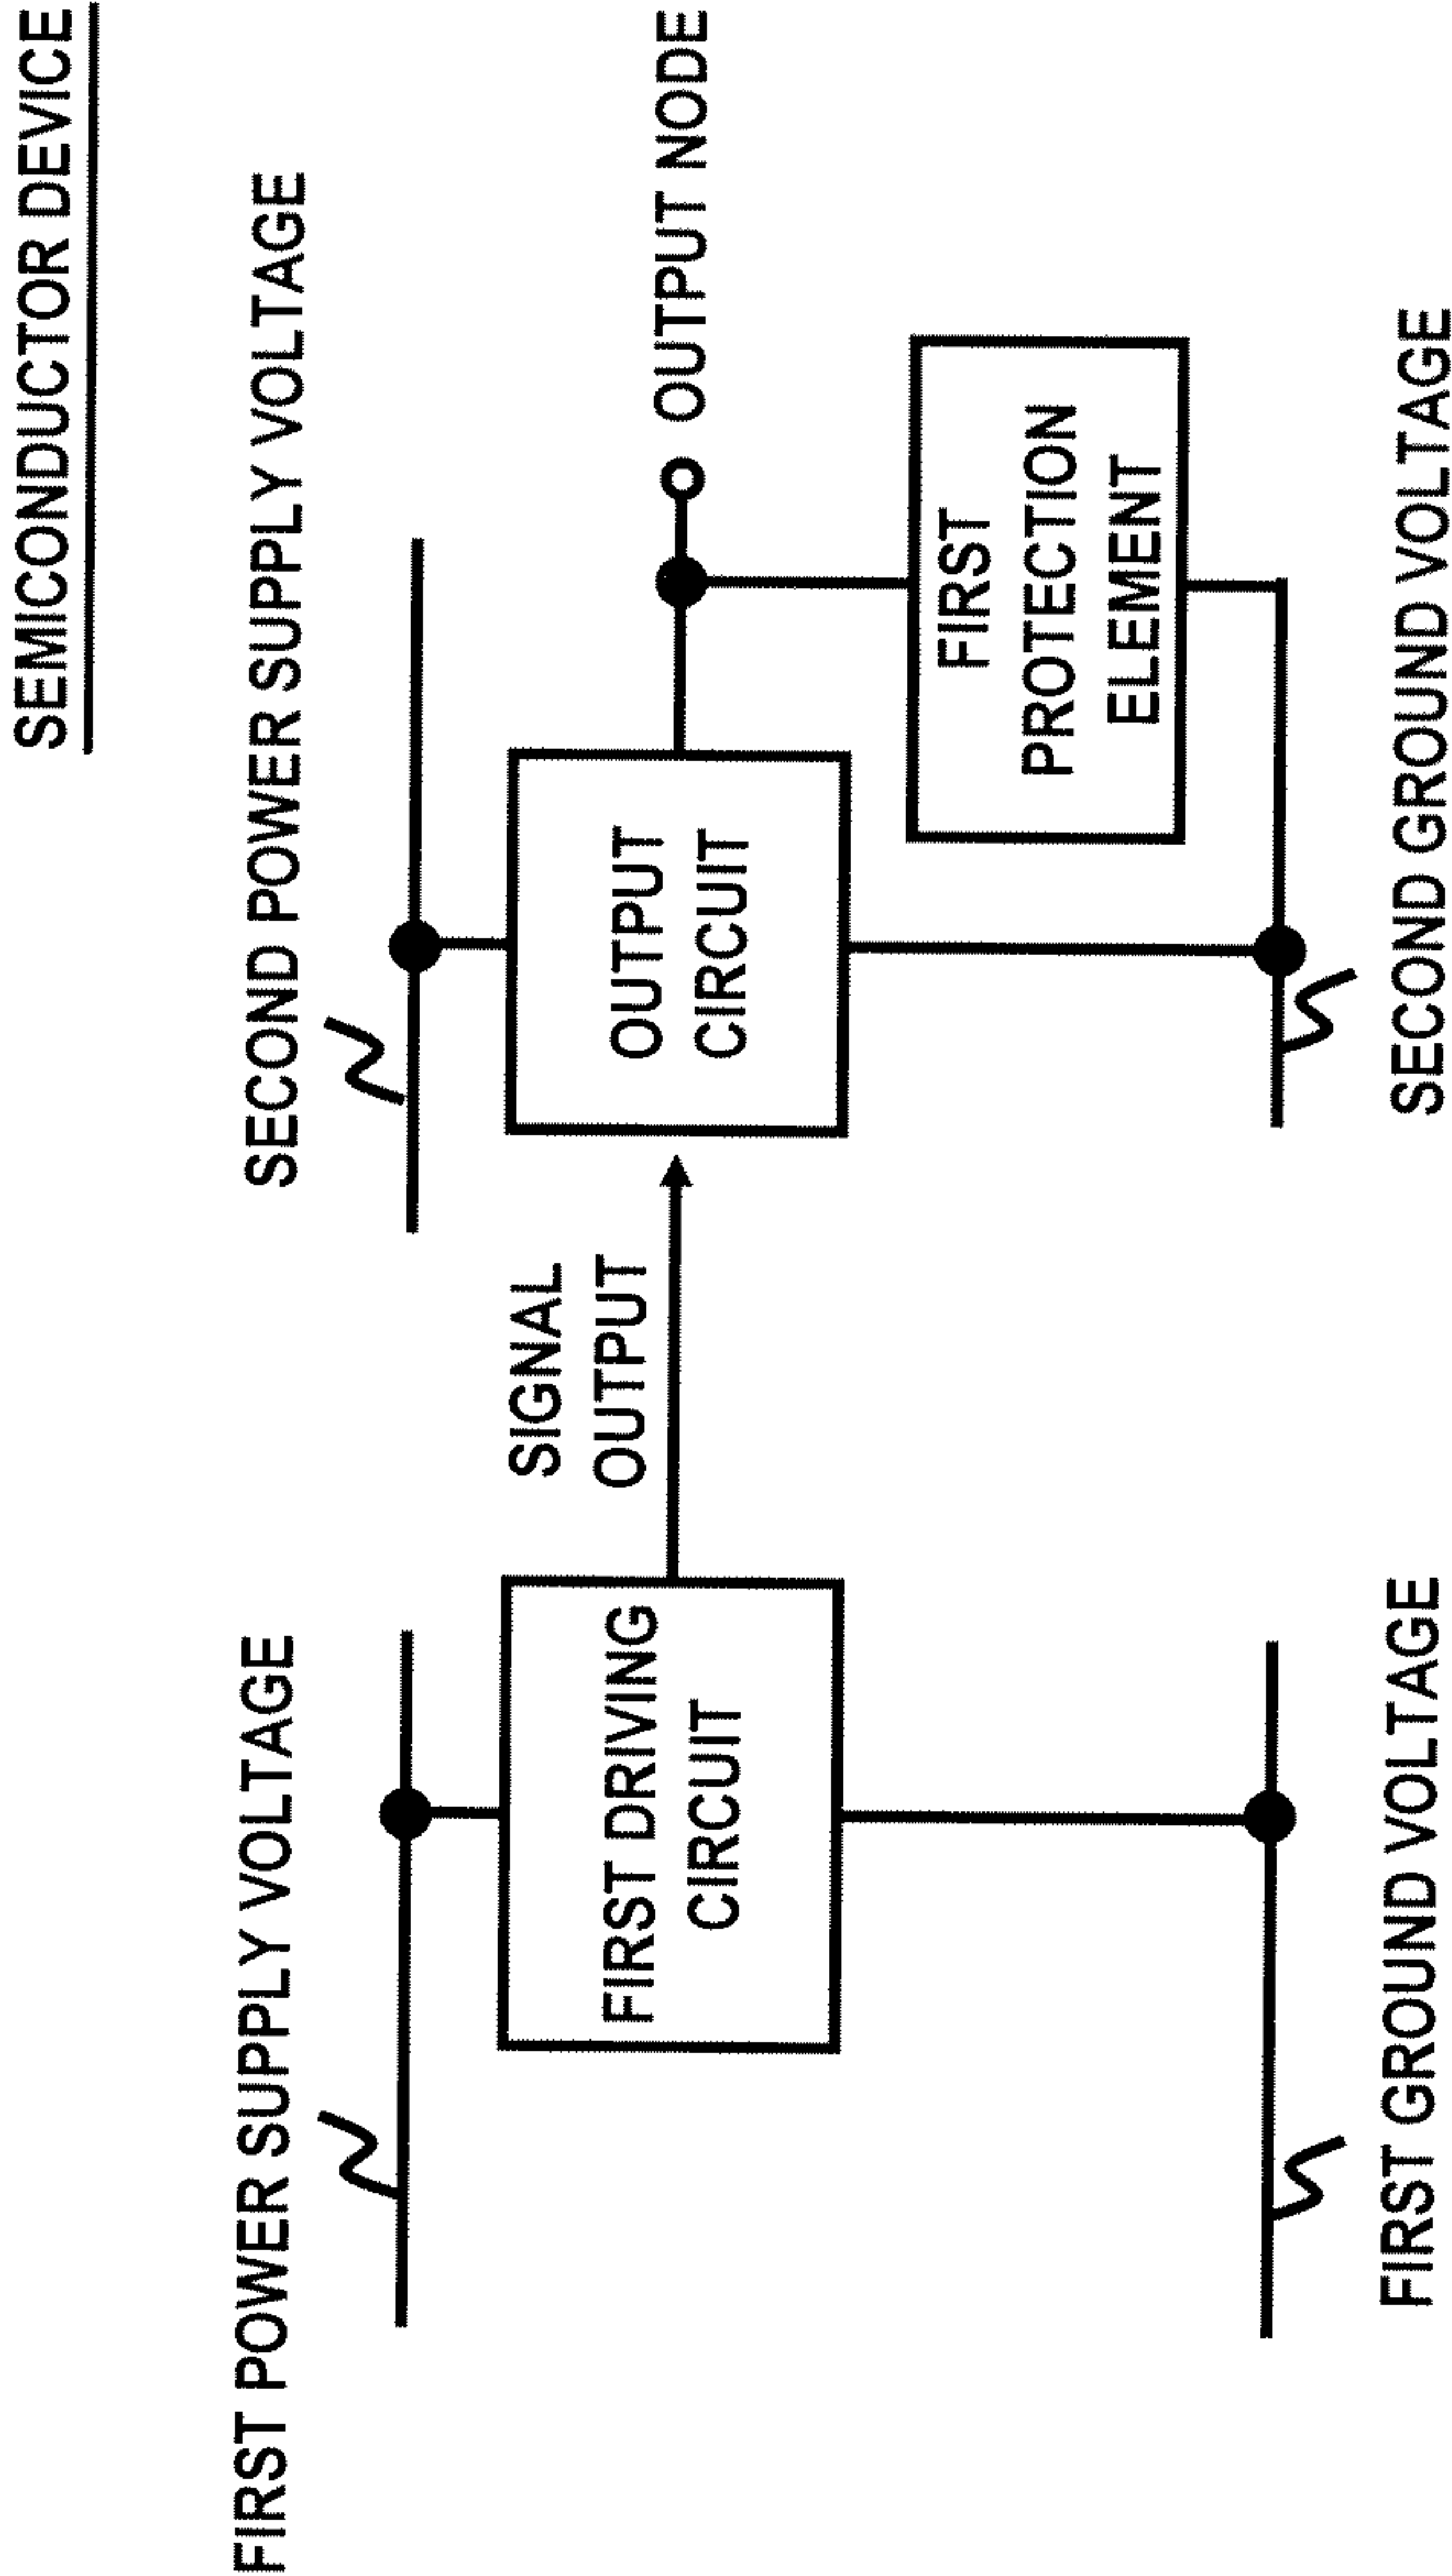 SEMICONDUCTOR DEVICE
FIRST POWER SUPPLY VOLTAGE
SECOND POWER SUPPLY VOLTAGE
FIRST DRIVING
CIRCUIT
SIGNAL
OUTPUT
OUTPUT
CIRCUIT
OUTPUT NODE
FIRST
PROTECTION
ELEMENT
FIRST GROUND VOLTAGE
SECOND GROUND VOLTAGE